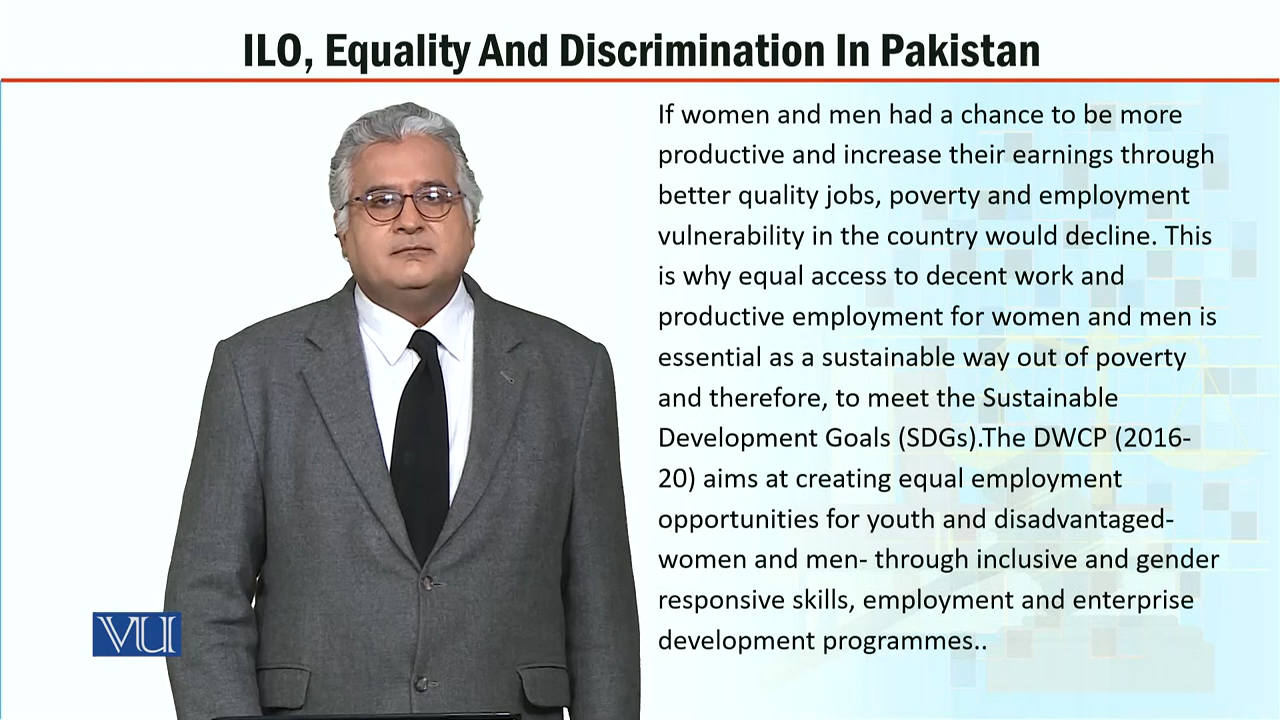 ILO, Equality And Discrimination In Pakistan
If women and men had a chance to be more
productive and increase their earnings through
better quality jobs, poverty and employment
vulnerability in the country would decline. This
is why equal access to decent work and
productive employment for women and men is
essential as a sustainable way out of poverty
and therefore, to meet the Sustainable
Development Goals (SDGs).The DWCP (2016-
20) aims at creating equal employment
opportunities for youth and disadvantaged-
women and men- through inclusive and gender
responsive skills, employment and enterprise
development programmes..
VU